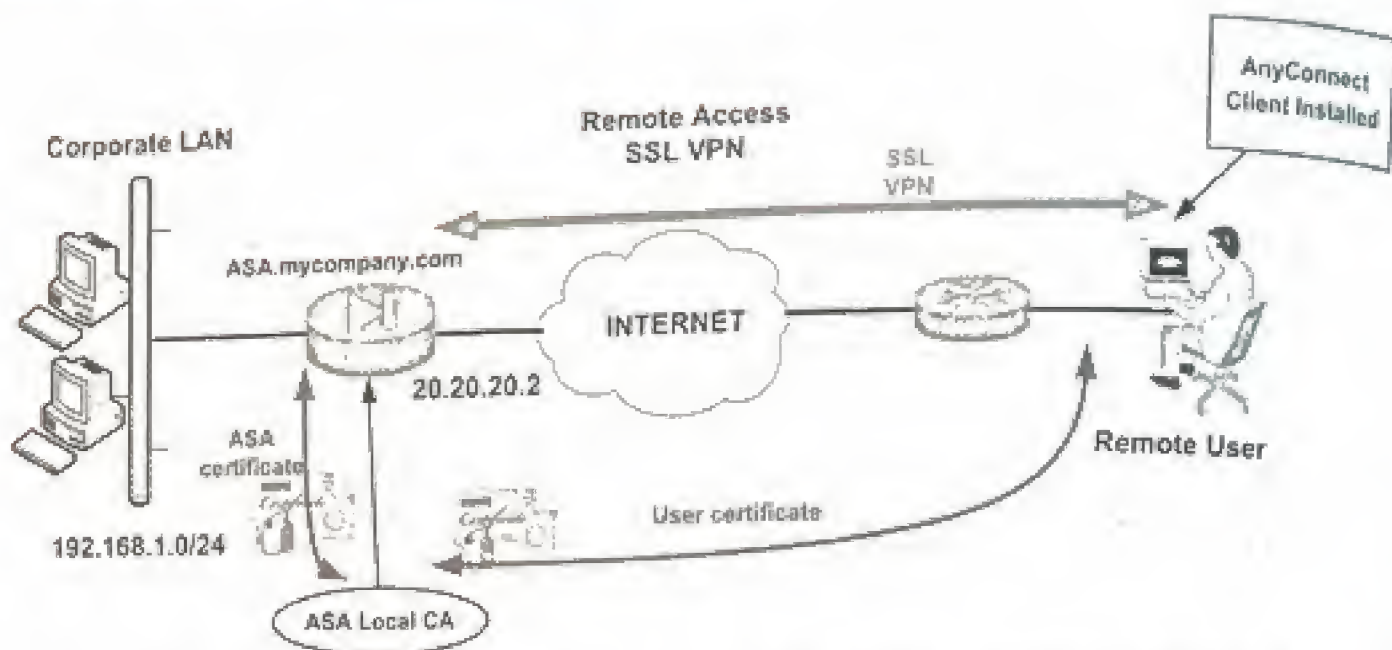 AnyConnect
Client Installed
Remote Access
SSL VPN
Corporate LAN
SSL
VPN
ASA.mycompany.com
INTERNET
20.20.20.2
ASA
certificate
Remote User
User certificate
192.168.1.0/24
ASA Local CA